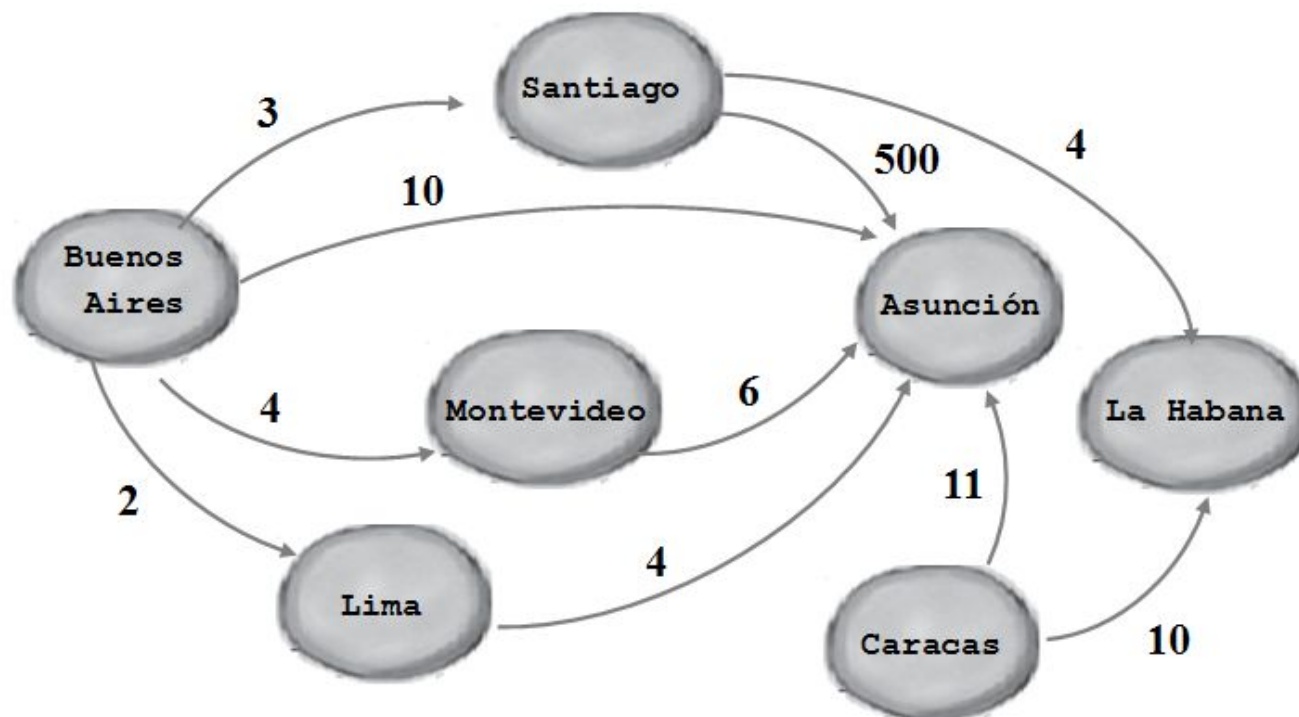 Santiago
3
4
500
10
Buenos
Aires
Asunción
Montevideo
4
6
La Habana
2
11
4
Lima
Caracas
10